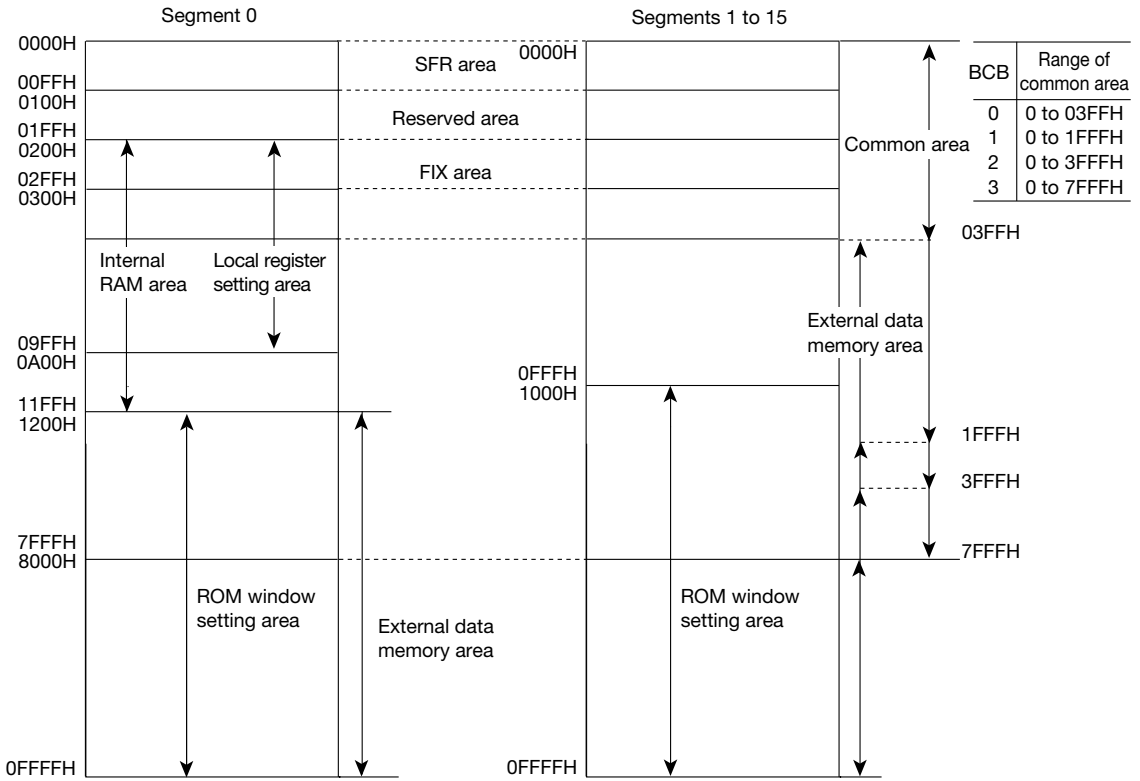 Segment 0
Segments 1 to 15
0000H
00FFH
0100H
01FFH
0200H
02FFH
0300H
09FFH
0A00H
11FFH
1200H
7FFFH
8000H
0FFFFH
Internal
RAM area
Local register
setting area
ROM window
setting area
External data
memory area
SFR area
Reserved area
FIX area
0000H
0FFFH
1000H
0FFFFH
ROM window
setting area
Common area
External data
memory area
03FFH
1FFFH
3FFFH
7FFFH
BCB Range of
common area
0 0 to 03FFH
1 0 to 1FFFH
2 0 to 3FFFH
3 0 to 7FFFH